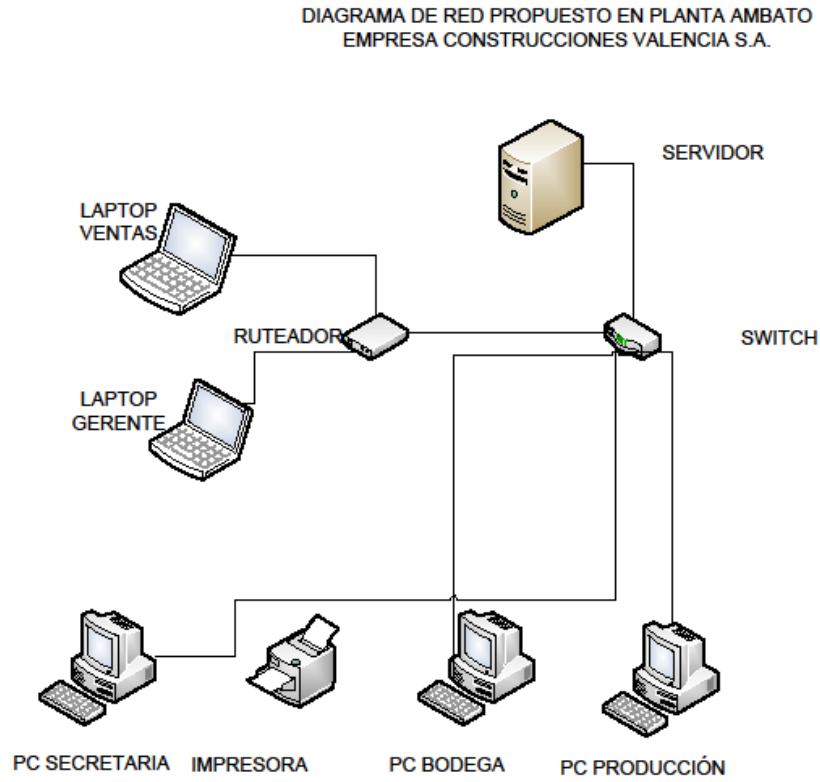 DIAGRAMA DE RED PROPUESTO EN PLANTA AMBATO
EMPRESA CONSTRUCCIONES VALENCIA S.A.
SERVIDOR
LAPTOP
VENTAS
RUTEADOR
SWITCH
LAPTOP
GERENTE
PC SECRETARIA
IMPRESORA
PC BODEGA
PC PRODUCCIÓN